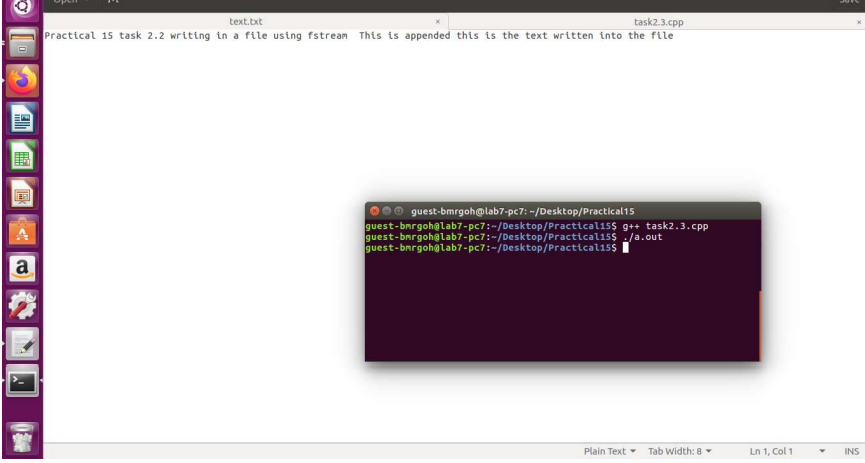 Open
Save
text.txt × task2.3.cpp ×
Practical 15 task 2.2 writing in a file using fstream  This is appended this is the text written into the file
guest-bmrgoh@lab7-pc7: ~/Desktop/Practical15
guest-bmrgoh@lab7-pc7:~/Desktop/Practical15$ g++ task2.3.cpp
guest-bmrgoh@lab7-pc7:~/Desktop/Practical15$ ./a.out
guest-bmrgoh@lab7-pc7:~/Desktop/Practical15$
Plain Text Tab Width: 8 Ln 1, Col 1 INS